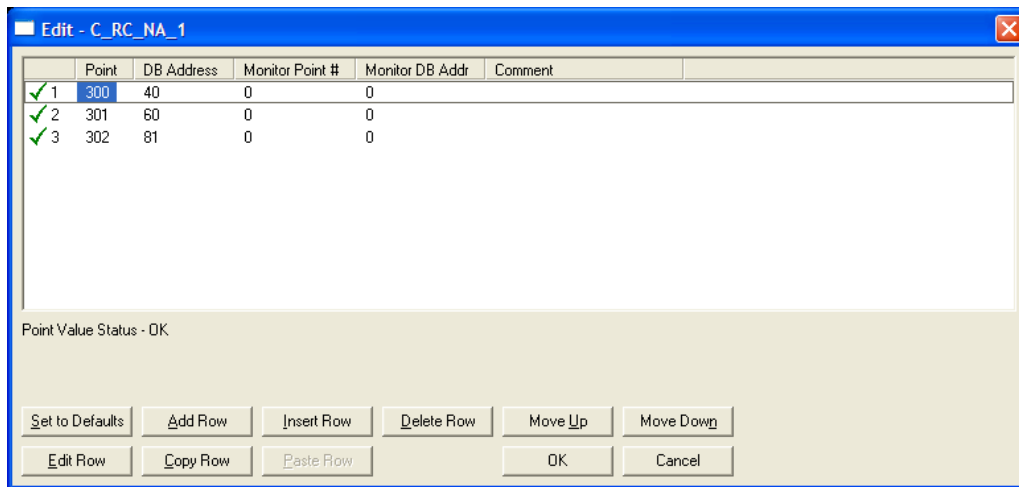 Edit - C_RC_NA_1
Point DB Address Monitor Point # Monitor DB Addr Comment
1 300 40 0 0
2 301 60 0 0
3 302 81 0 0
Point Value Status - OK
Set to Defaults Add Row Insert Row Delete Row Move Up Move Down
Edit Row Copy Row Paste Row OK Cancel